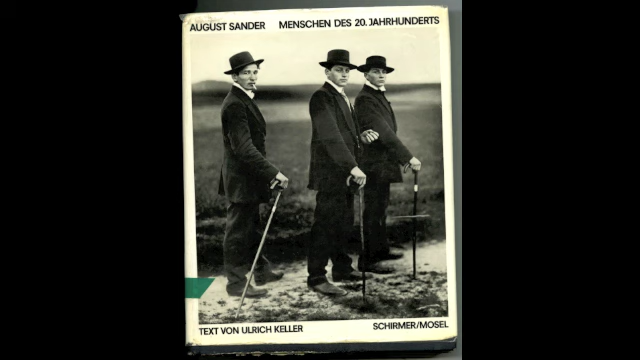 AUGUST SANDER MENSCHEN DES 20. JAHRHUNDERTS
TEXT VON ULRICH KELLER SCHIRMER/MOSEL